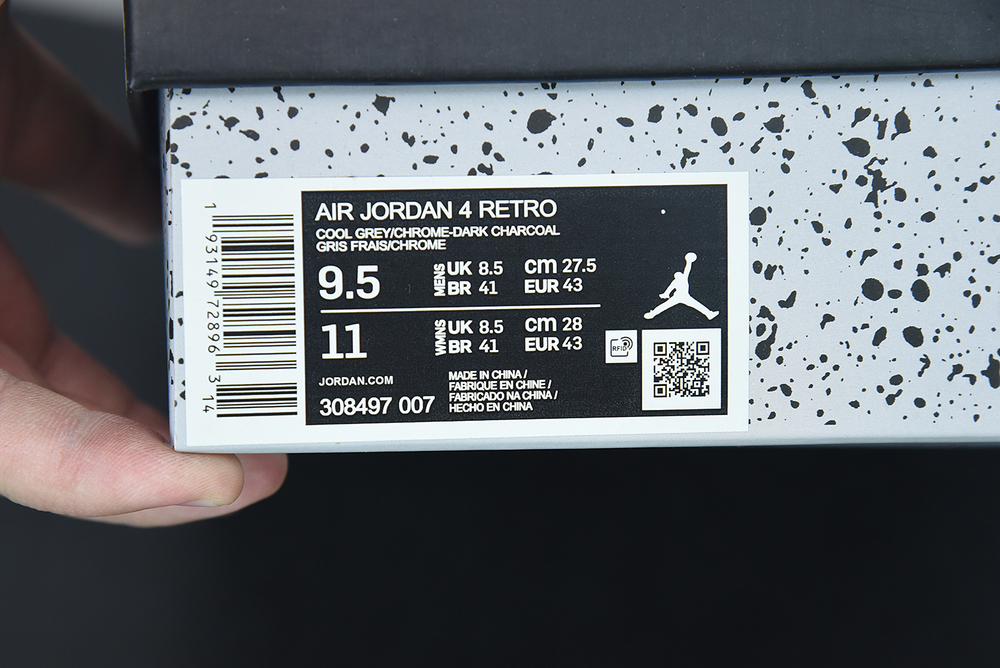 AIR JORDAN 4 RETRO
COOL GREY/CHROME-DARK CHARCOAL
GRIS FRAIS/CHROME
9.5 MENS UK 8.5 CM 27.5
BR 41 EUR 43
11 WMNS UK 8.5 CM 28
BR 41 EUR 43
RFID
JORDAN.COM
308497 007
MADE IN CHINA /
FABRIQUE EN CHINE /
FABRICADO NA CHINA /
HECHO EN CHINA
1 93149 72896 3 14